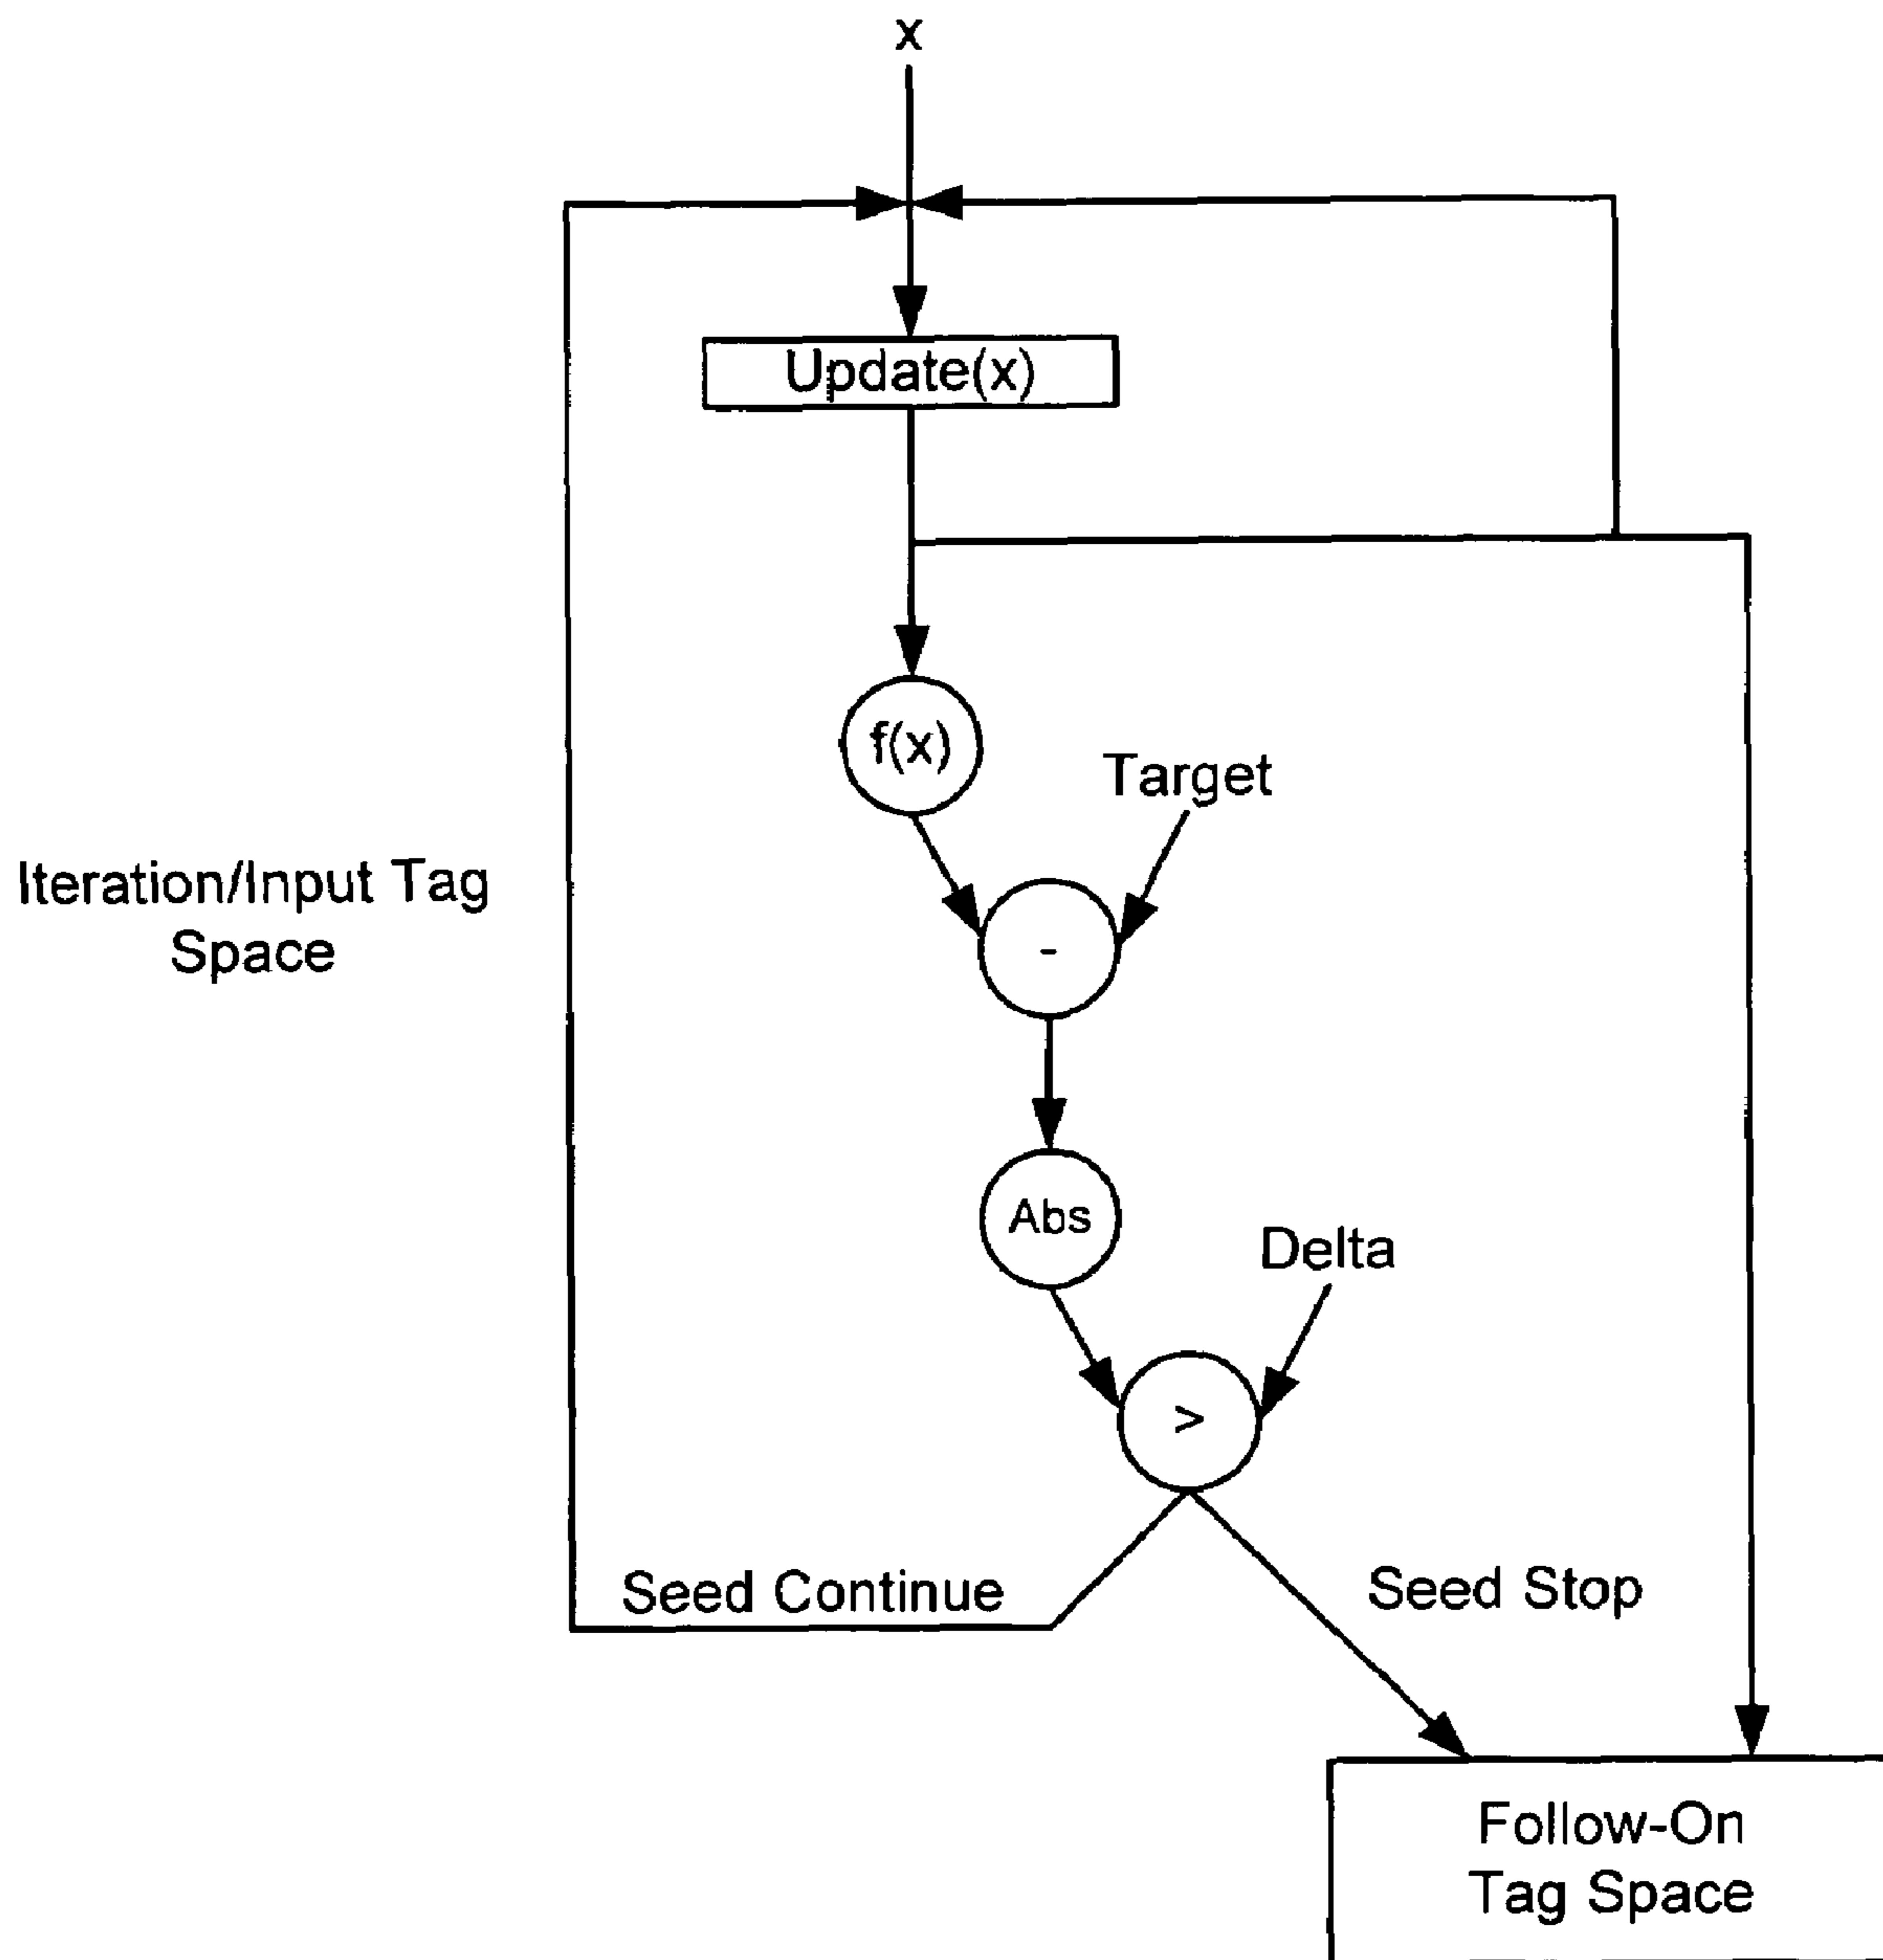 x
Update(x)
f(x)
Target
Iteration/Input Tag
Space
-
Abs
Delta
>
Seed Continue
Seed Stop
Follow-On
Tag Space